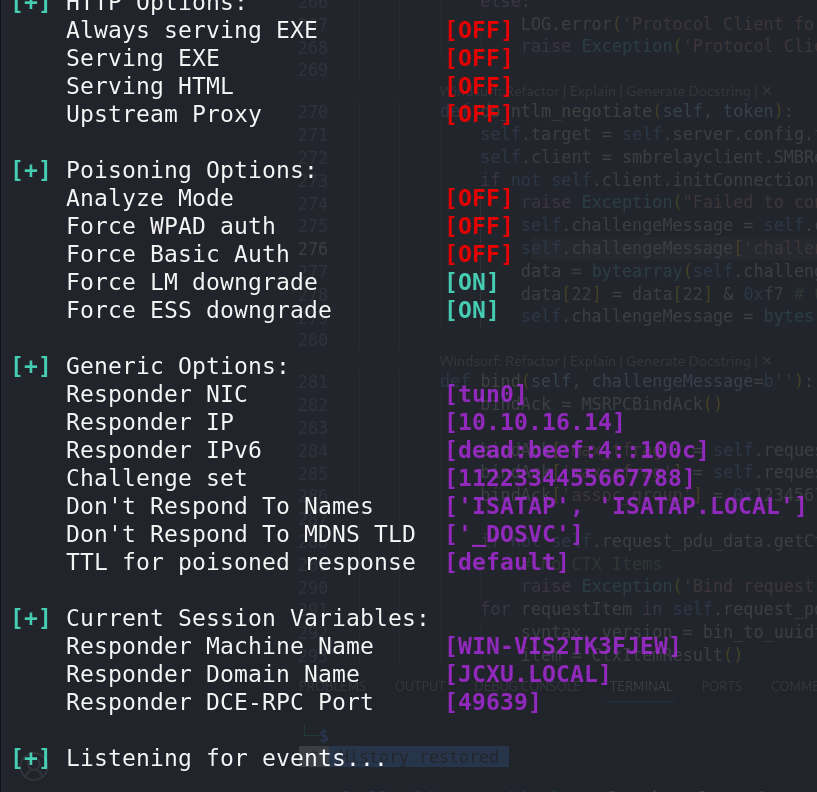 [+] HTTP Options:
Always serving EXE [OFF]
Serving EXE [OFF]
Serving HTML [OFF]
Upstream Proxy [OFF]
[+] Poisoning Options:
Analyze Mode [OFF]
Force WPAD auth [OFF]
Force Basic Auth [OFF]
Force LM downgrade [ON]
Force ESS downgrade [ON]
[+] Generic Options:
Responder NIC [tun0]
Responder IP [10.10.16.14]
Responder IPv6 [dead:beef:4::100c]
Challenge set [1122334455667788]
Don't Respond To Names ['ISATAP', 'ISATAP.LOCAL']
Don't Respond To MDNS TLD ['_DOSVC']
TTL for poisoned response [default]
[+] Current Session Variables:
Responder Machine Name [WIN-VIS2TK3FJEW]
Responder Domain Name [JCXU.LOCAL]
Responder DCE-RPC Port [49639]
[+] Listening for events...
266 else:
267 LOG.error('Protocol Client fo
268 raise Exception('Protocol Clie
269
Windsurf: Refactor | Explain | Generate Docstring | ×
270 def ntlm_negotiate(self, token):
271 self.target = self.server.config.
272 self.client = smbrelayclient.SMBRe
273 if not self.client.initConnection
274 raise Exception("Failed to co
275 self.challengeMessage = self.
276 self.challengeMessage['challe
277 data = bytearray(self.challen
data[22] = data[22] & 0xf7 #
self.challengeMessage = bytes
280
Windsurf: Refactor | Explain | Generate Docstring | ×
281 def bind(self, challengeMessage=b''):
282 bindAck = MSRPCBindAck()
283
284 self.reque
285 = self.reque
bindAck['assoc_group'] = 0x1234567
if not self.request_pdu_data.getC
CTX Items
290 raise Exception('Bind request
for requestItem in self.request_pd
syntax, version = bin_to_uuid
item = CtxItemResult()
PROBLEMS OUTPUT DEBUG CONSOLE TERMINAL PORTS COMME
└─$
History restored